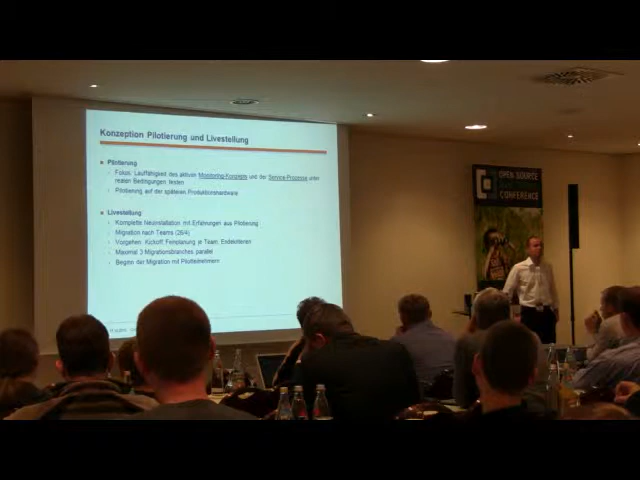 Konzeption Pilotierung und Livestellung
Pilotierung
Fokus: Lauffähigkeit des aktiven Monitoring-Konzepts und der Service-Prozesse unter
realen Bedingungen testen
Pilotierung auf der späteren Produktionshardware
Livestellung
Komplette Neuinstallation mit Erfahrungen aus Pilotierung
Migration nach Teams (26/4)
Vorgehen: Kickoff, Feinplanung je Team, Endabnahmen
Maximal 3 Migrationsbranches parallel
Beginn der Migration mit Pilotteilnehmern
OPEN SOURCE
CONFERENCE